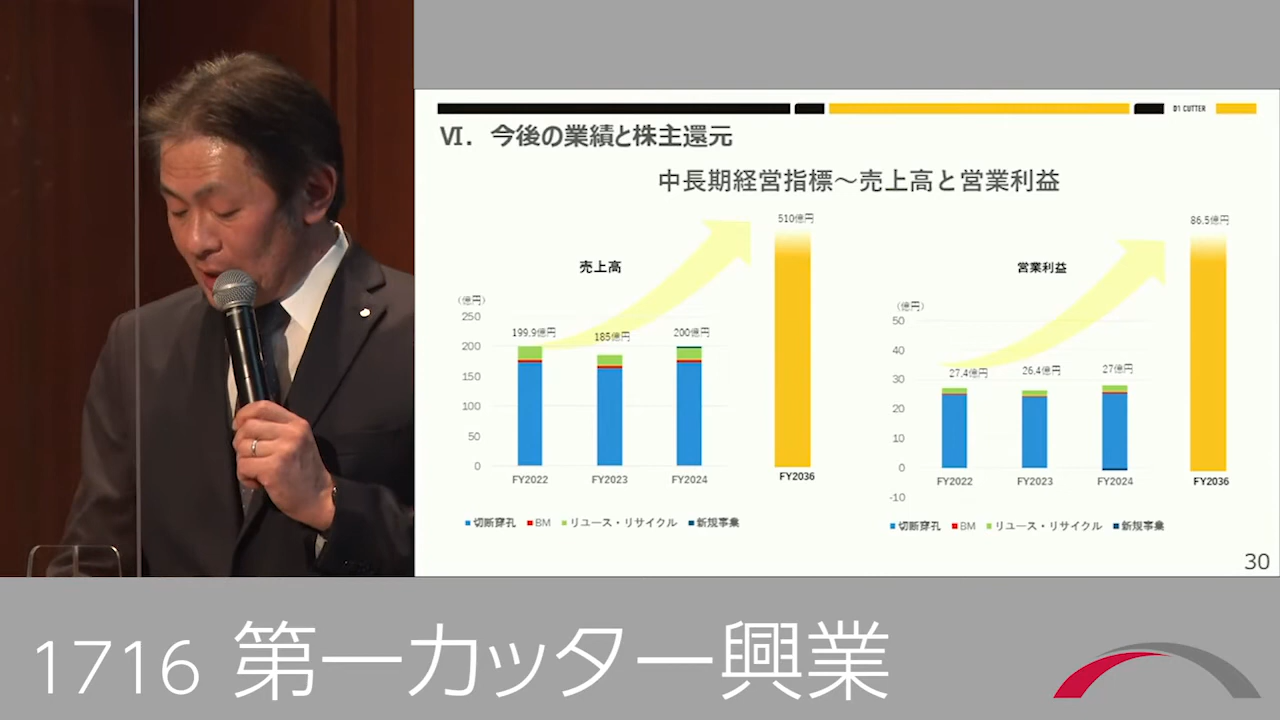 D1 CUTTER
Ⅵ. 今後の業績と株主還元
中長期経営指標～売上高と営業利益
売上高
(億円)
250
200
150
100
50
0
199.9億円
185億円
200億円
510億円
FY2022
FY2023
FY2024
FY2036
切断穿孔 BM リユース・リサイクル 新規事業
営業利益
(億円)
50
40
30
20
10
0
-10
27.4億円
26.4億円
27億円
86.5億円
FY2022
FY2023
FY2024
FY2036
切断穿孔 BM リユース・リサイクル 新規事業
30
1716 第一カッター興業